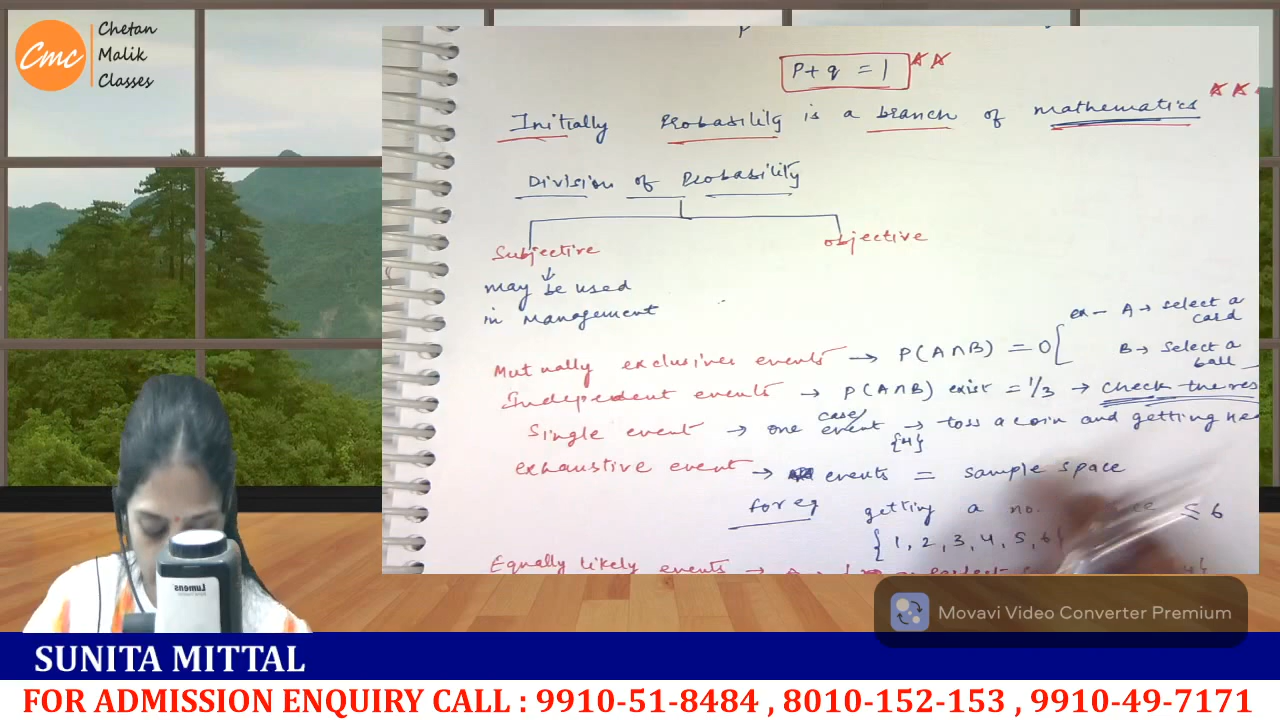 Chetan
Malik
Classes
cmc
P+q = 1
Initially Probability is a branch of mathematics
Division of Probability
Subjective
objective
may be used
in management
Mutually exclusives events → P(A∩B) = 0
ex- A → select a card
B → select a ball
Independent events → P(A∩B) exist = 1/3 → check the res
Single event → one event → toss a coin and getting
case/
{H}
exhaustive event → events = sample space
for eg getting a no. ≤ 6
{1, 2, 3, 4, 5, 6
Equally likely events →
Lumens
Movavi Video Converter Premium
SUNITA MITTAL
FOR ADMISSION ENQUIRY CALL : 9910-51-8484 , 8010-152-153 , 9910-49-7171